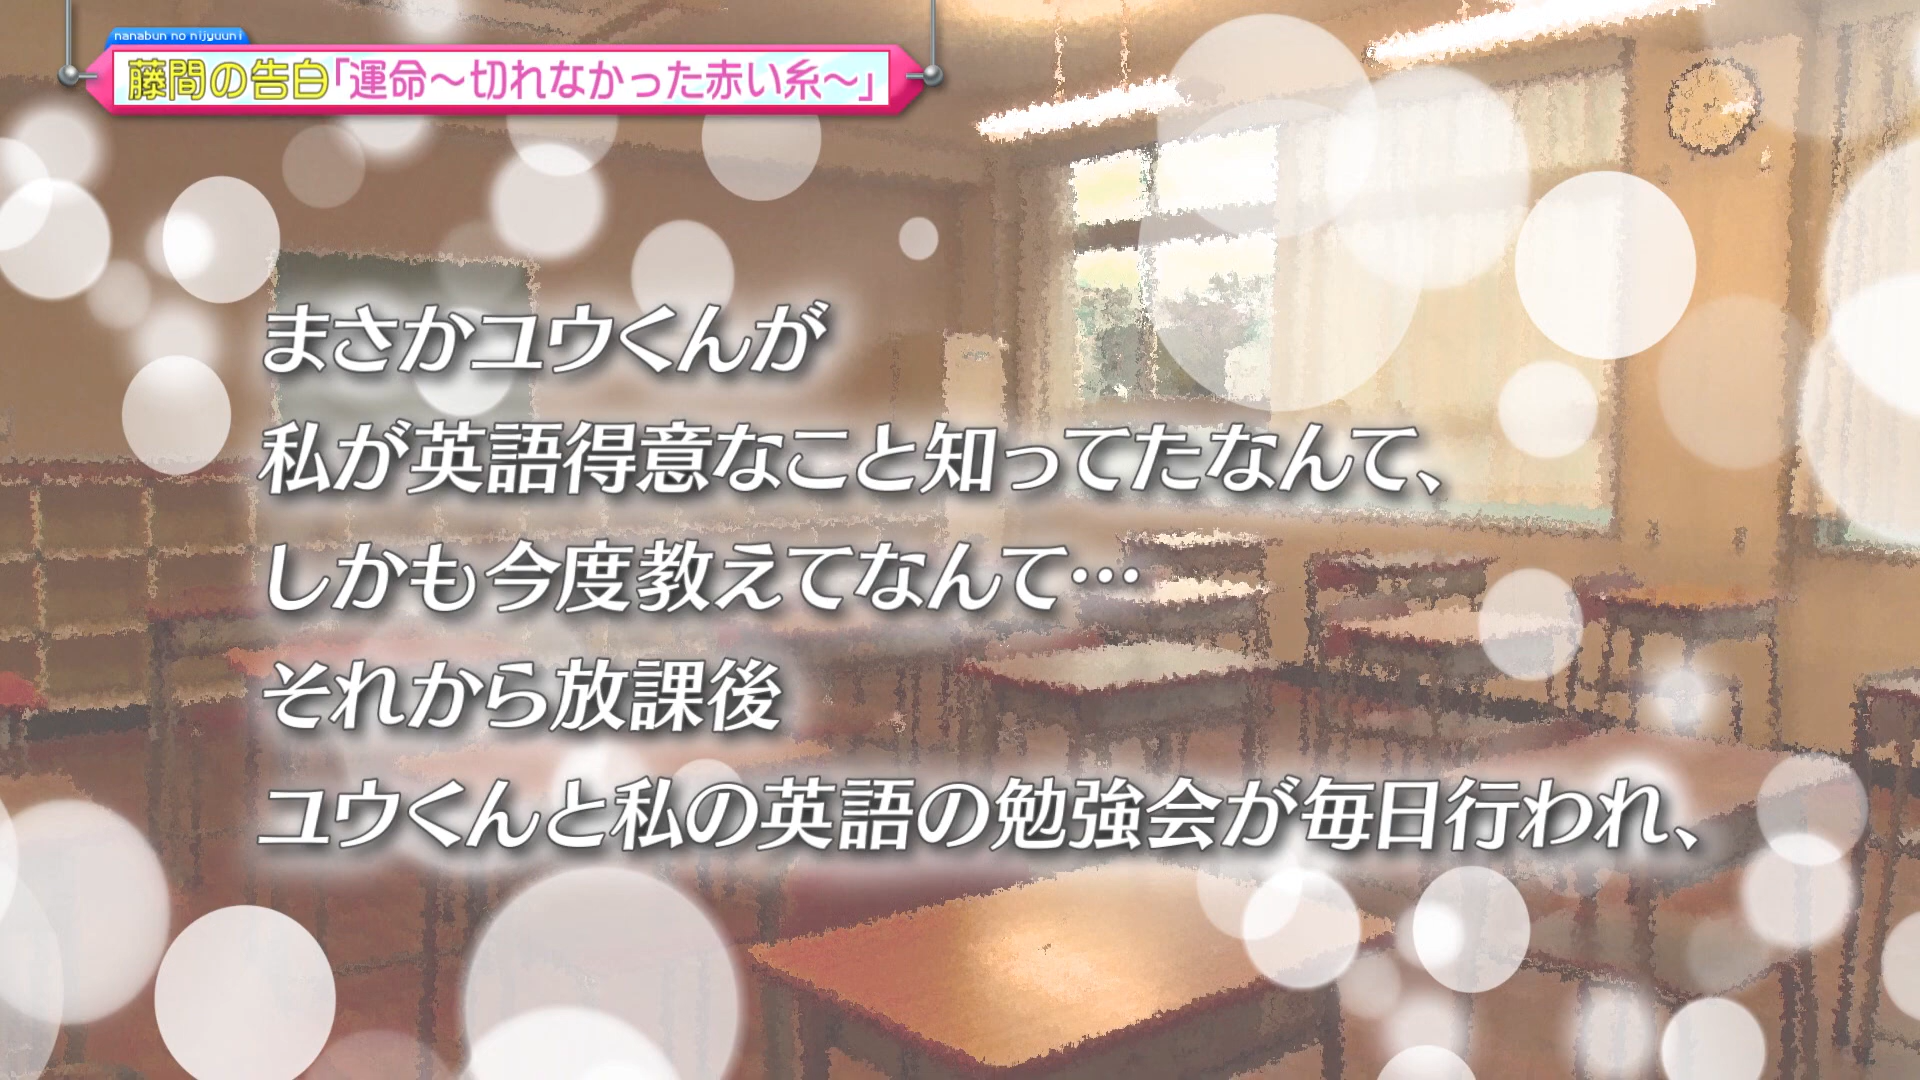 nanabun no nijyuuni
藤間の告白「運命～切れなかった赤い糸～」
まさかユウくんが
私が英語得意なこと知ってたなんて、
しかも今度教えてなんて…
それから放課後
ユウくんと私の英語の勉強会が毎日行われ、